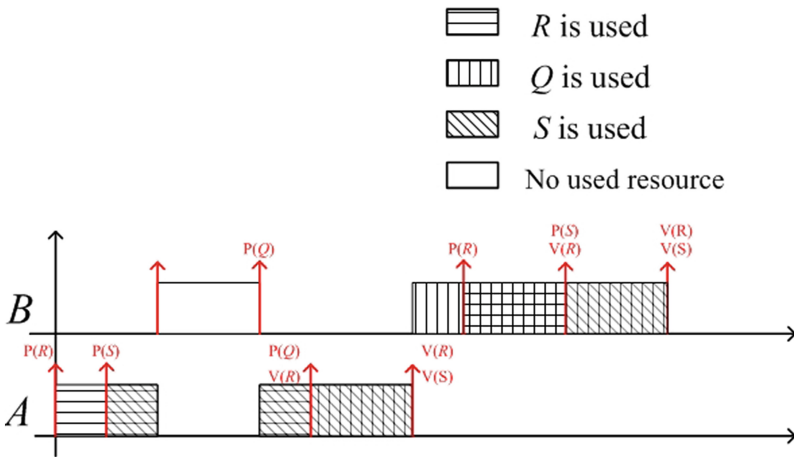 R is used
Q is used
S is used
No used resource
P(Q)
P(R)
P(S)
V(R)
V(R)
V(S)
B
P(R)
P(S)
P(Q)
V(R)
V(R)
V(S)
A